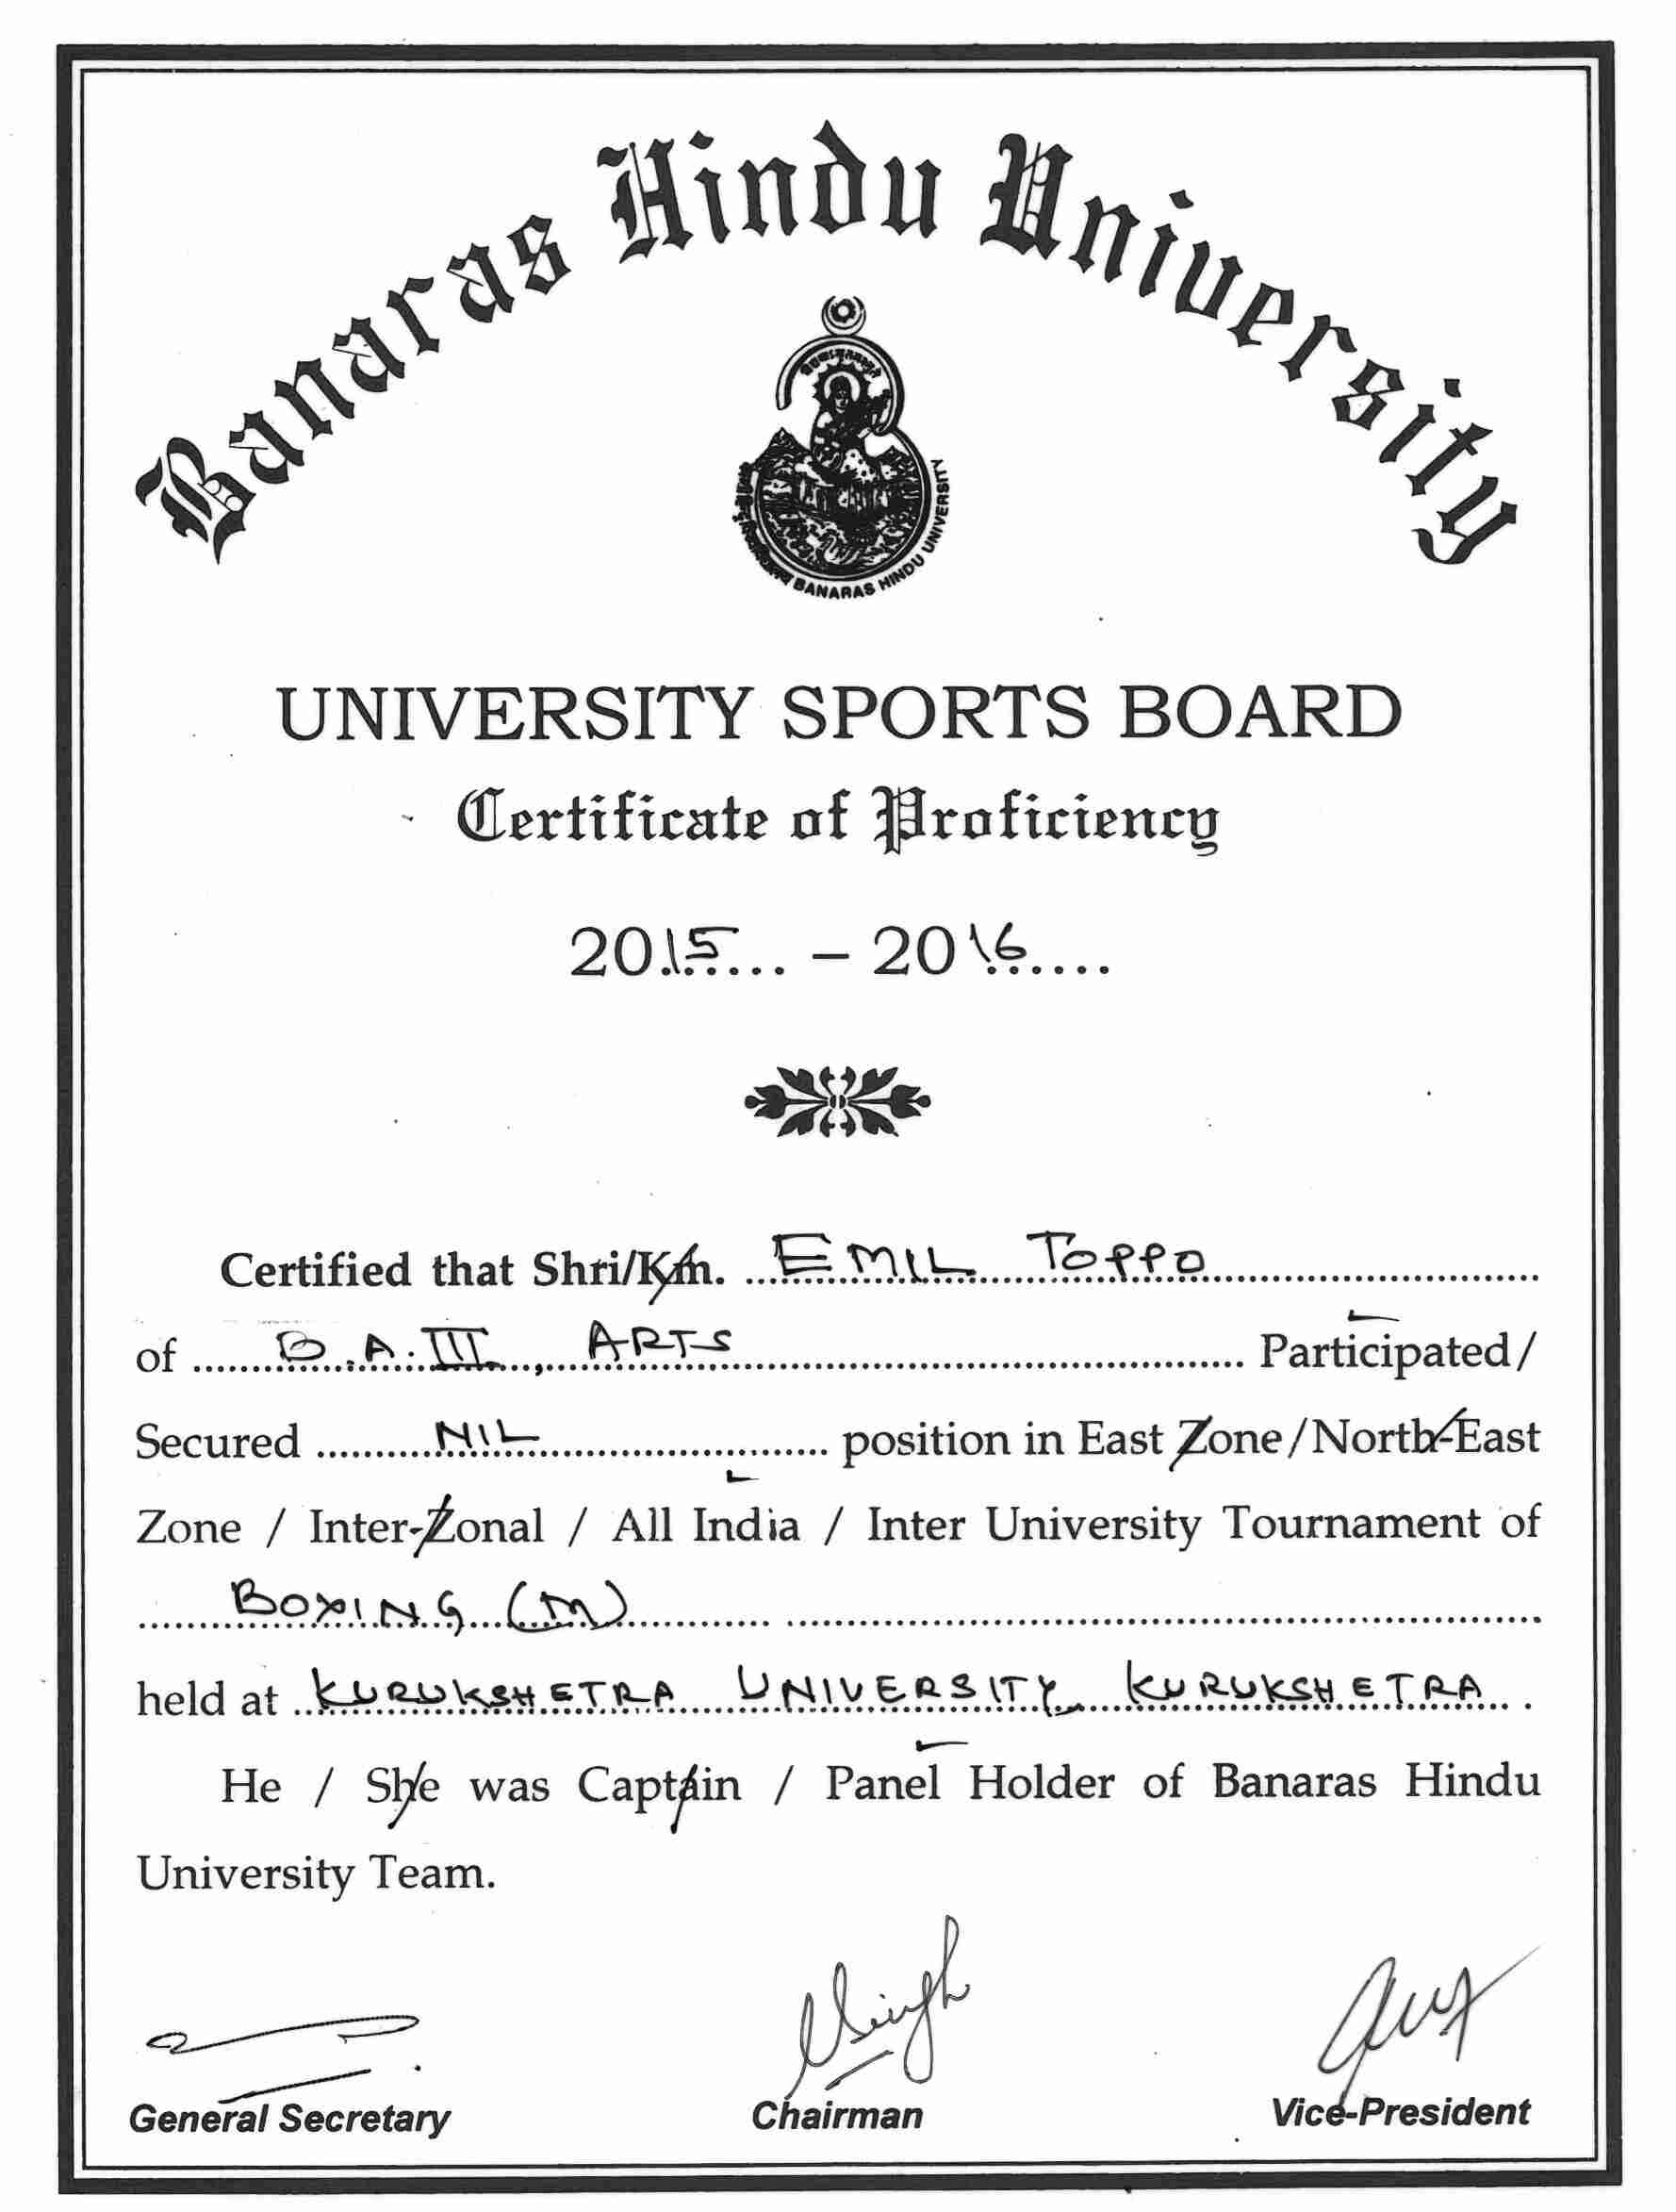 Banaras Hindu University
BANARAS HINDU UNIVERSITY
UNIVERSITY SPORTS BOARD
Certificate of Proficiency
2015 – 2016
Certified that Shri/Km. EMIL TOPPO
of B.A. III, ARTS Participated/
Secured NIL position in East Zone/North-East
Zone / Inter-Zonal / All India / Inter University Tournament of
BOXING (M)
held at KURUKSHETRA UNIVERSITY KURUKSHETRA.
He / She was Captain / Panel Holder of Banaras Hindu
University Team.
Singh
General Secretary Chairman Vice-President